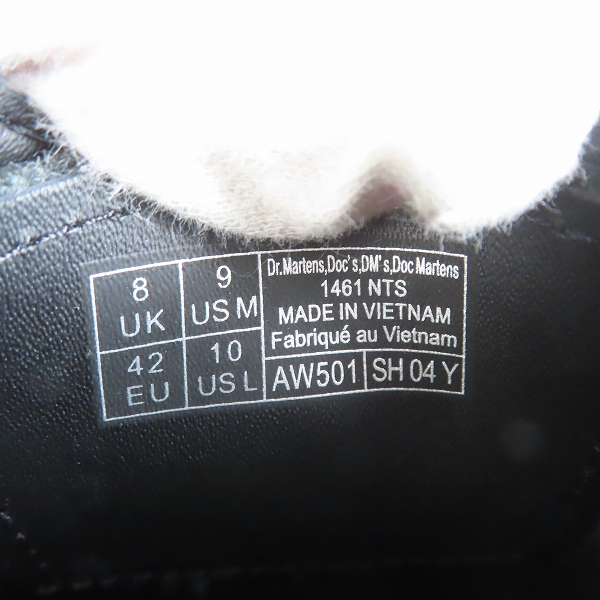 8 UK
9 US M
42 EU
10 US L
Dr.Martens,Doc's,DM's,Doc Martens
1461 NTS
MADE IN VIETNAM
Fabriqué au Vietnam
AW501 SH 04 Y